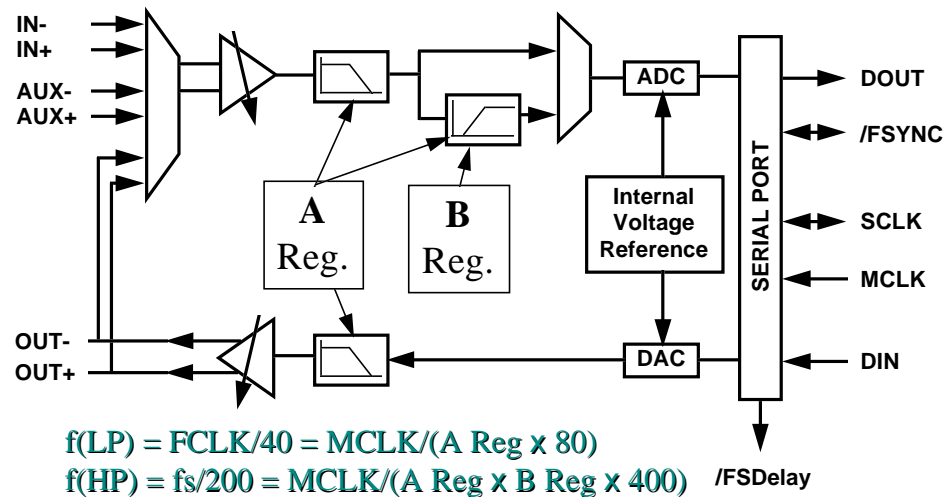 IN-
IN+
AUX-
AUX+
ADC
DOUT
/FSYNC
A
Reg.
B
Reg.
Internal
Voltage
Reference
SERIAL PORT
SCLK
MCLK
OUT-
OUT+
DAC
DIN
f(LP) = FCLK/40 = MCLK/(A Reg x 80)
f(HP) = fs/200 = MCLK/(A Reg x B Reg x 400)
/FSDelay